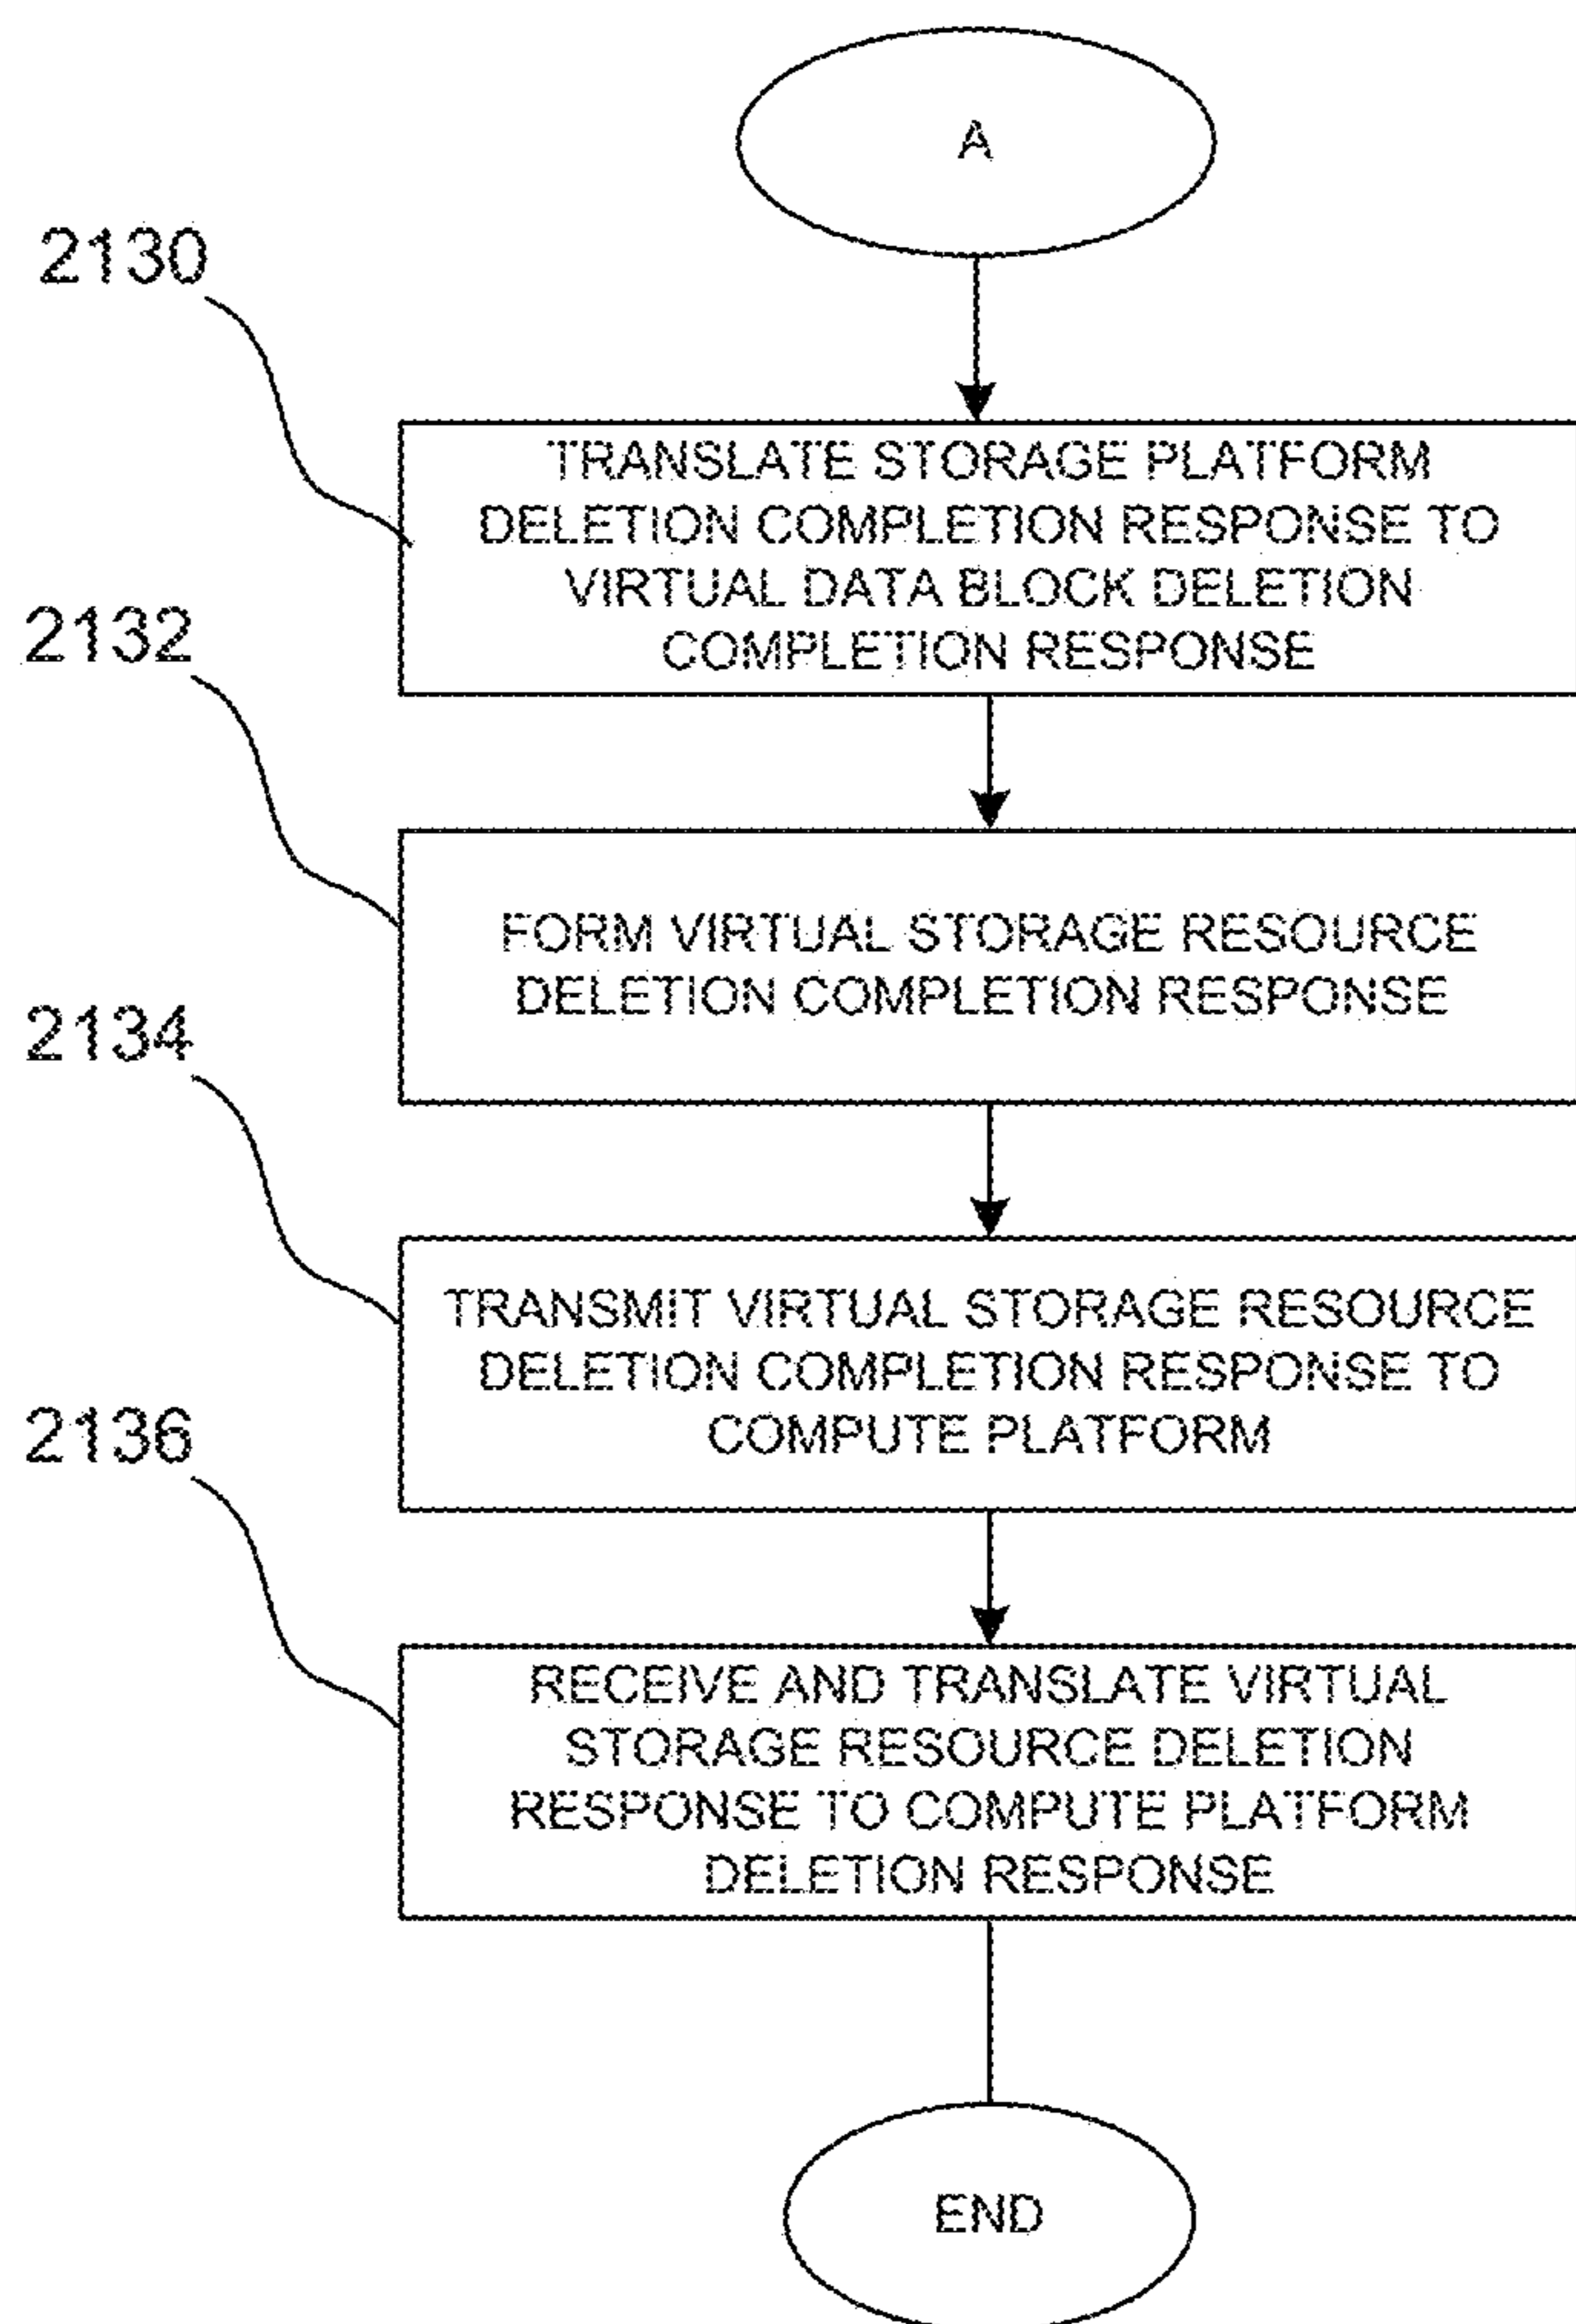 A
2130
TRANSLATE STORAGE PLATFORM
DELETION COMPLETION RESPONSE TO
VIRTUAL DATA BLOCK DELETION
COMPLETION RESPONSE
2132
FORM VIRTUAL STORAGE RESOURCE
DELETION COMPLETION RESPONSE
2134
TRANSMIT VIRTUAL STORAGE RESOURCE
DELETION COMPLETION RESPONSE TO
COMPUTE PLATFORM
2136
RECEIVE AND TRANSLATE VIRTUAL
STORAGE RESOURCE DELETION
RESPONSE TO COMPUTE PLATFORM
DELETION RESPONSE
END